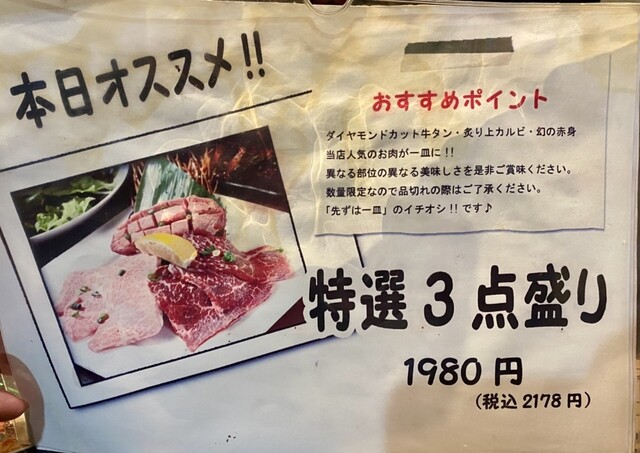 本日オススメ!!
おすすめポイント
ダイヤモンドカット牛タン・炙り上カルビ・幻の赤身
当店人気のお肉が一皿に!!
異なる部位の異なる美味しさを是非ご賞味ください。
数量限定なので品切れの際はご了承ください。
「先ずは一皿」のイチオシ!!です♪
特選3点盛り
1980円
(税込2178円)